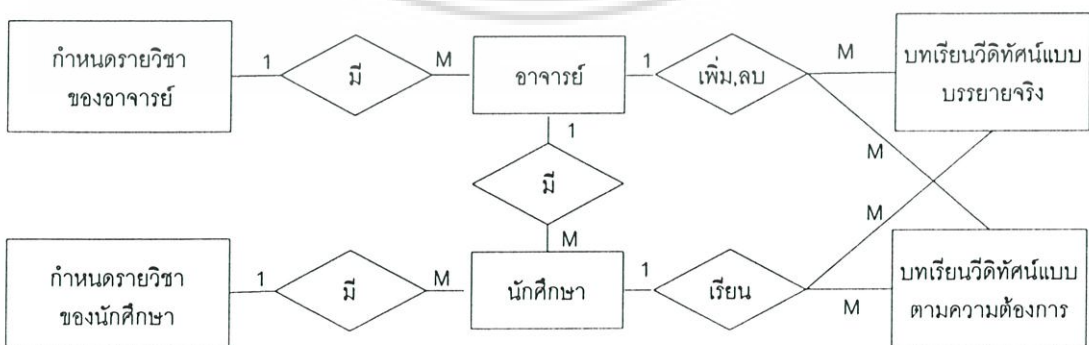 กำหนดรายวิชา
ของอาจารย์
1
มี
M
อาจารย์
1
เพิ่ม,ลบ
M
บทเรียนวีดิทัศน์แบบ
บรรยายจริง
1
M
มี
M
M
กำหนดรายวิชา
ของนักศึกษา
1
มี
M
นักศึกษา
1
เรียน
M
บทเรียนวีดิทัศน์แบบ
ตามความต้องการ